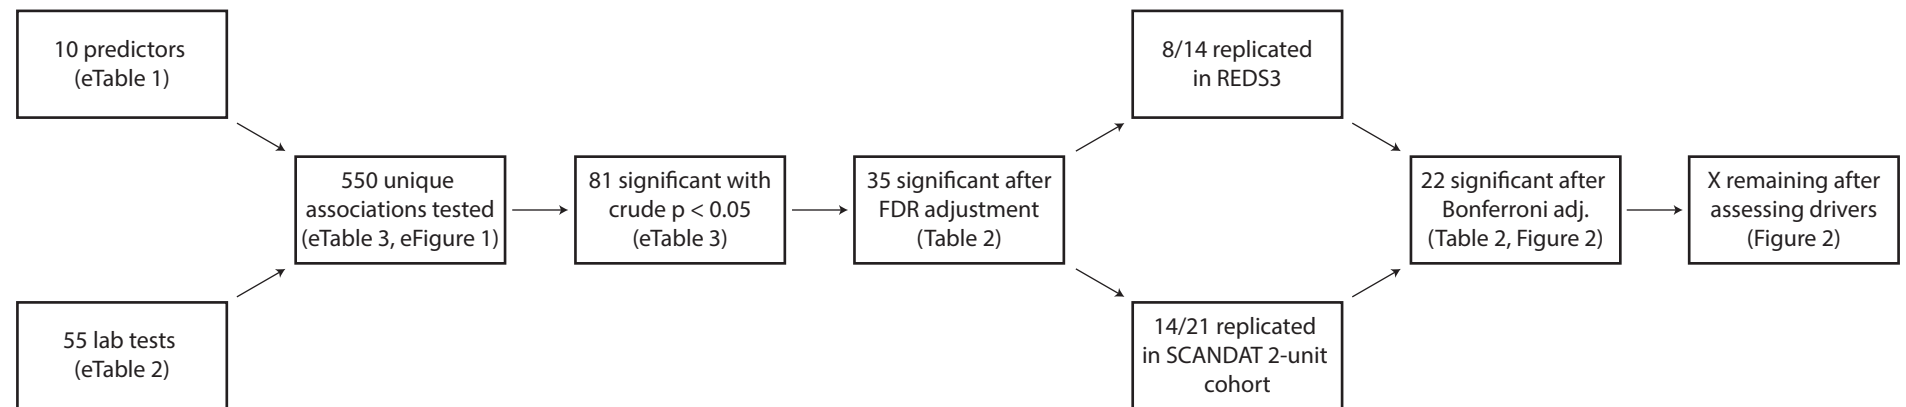 10 predictors
(eTable 1)
55 lab tests
(eTable 2)
550 unique
associations tested
(eTable 3, eFigure 1)
81 significant with
crude p < 0.05
(eTable 3)
35 significant after
FDR adjustment
(Table 2)
8/14 replicated
in REDS3
14/21 replicated
in SCANDAT 2-unit
cohort
22 significant after
Bonferroni adj.
(Table 2, Figure 2)
X remaining after
assessing drivers
(Figure 2)